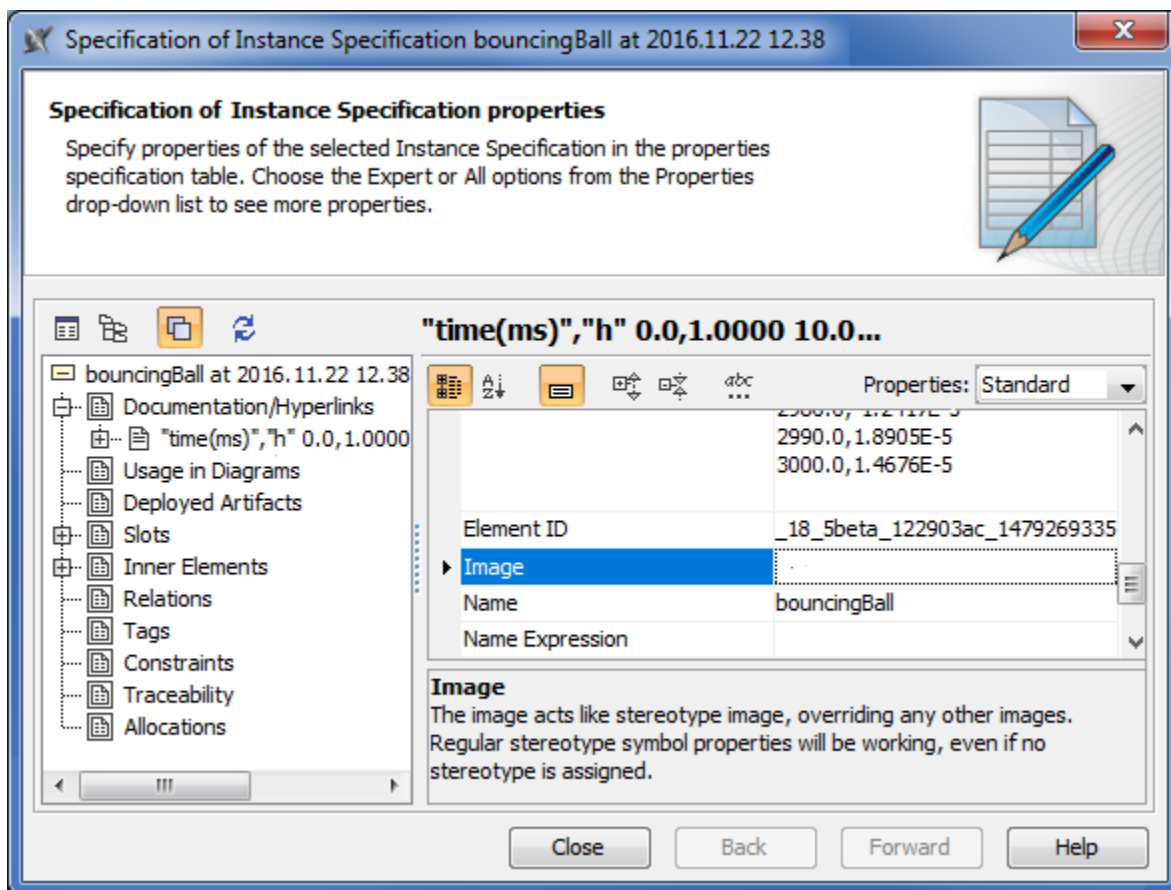 Specification of Instance Specification bouncingBall at 2016.11.22 12.38
Specification of Instance Specification properties
Specify properties of the selected Instance Specification in the properties
specification table. Choose the Expert or All options from the Properties
drop-down list to see more properties.
"time(ms)","h" 0.0,1.0000 10.0...
bouncingBall at 2016.11.22 12.38
Documentation/Hyperlinks
"time(ms)","h" 0.0,1.0000
Usage in Diagrams
Deployed Artifacts
Slots
Inner Elements
Relations
Tags
Constraints
Traceability
Allocations
Properties: Standard
2990.0,1.8905E-5
3000.0,1.4676E-5
Element ID _18_5beta_122903ac_1479269335
Image
Name bouncingBall
Name Expression
Image
The image acts like stereotype image, overriding any other images.
Regular stereotype symbol properties will be working, even if no
stereotype is assigned.
Close Back Forward Help